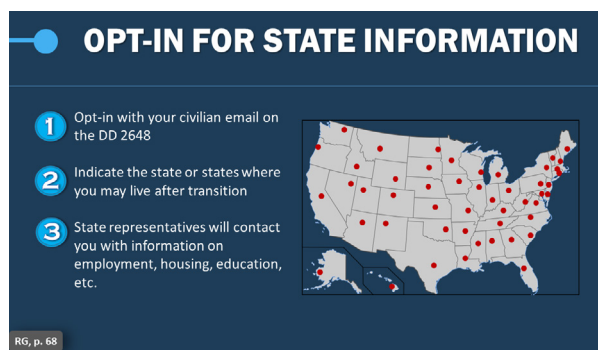 OPT-IN FOR STATE INFORMATION
1
Opt-in with your civilian email on
the DD 2648
2
Indicate the state or states where
you may live after transition
3
State representatives will contact
you with information on
employment, housing, education,
etc.
RG, p. 68